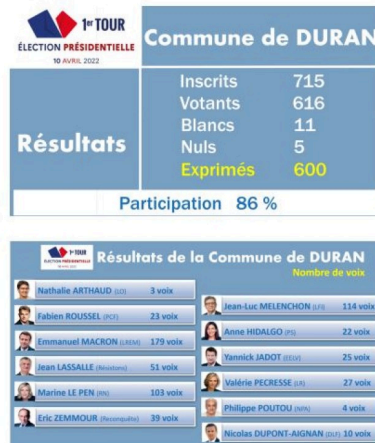 1er TOUR
ÉLECTION PRÉSIDENTIELLE
10 AVRIL 2022
Commune de DURAN
Résultats
Inscrits 715
Votants 616
Blancs 11
Nuls 5
Exprimés 600
Participation 86 %
1er TOUR
ÉLECTION PRÉSIDENTIELLE
Résultats de la Commune de DURAN
Nombre de voix
Nathalie ARTHAUD (LO) 3 voix
Fabien ROUSSEL (PCF) 23 voix
Emmanuel MACRON (LREM) 179 voix
Jean LASSALLE (Résistons) 51 voix
Marine LE PEN (RN) 103 voix
Eric ZEMMOUR (Reconquête) 39 voix
Jean-Luc MELENCHON (LFI) 114 voix
Anne HIDALGO (PS) 22 voix
Yannick JADOT (EELV) 25 voix
Valérie PECRESSE (LR) 27 voix
Philippe POUTOU (NPA) 4 voix
Nicolas DUPONT-AIGNAN (DLF) 10 voix